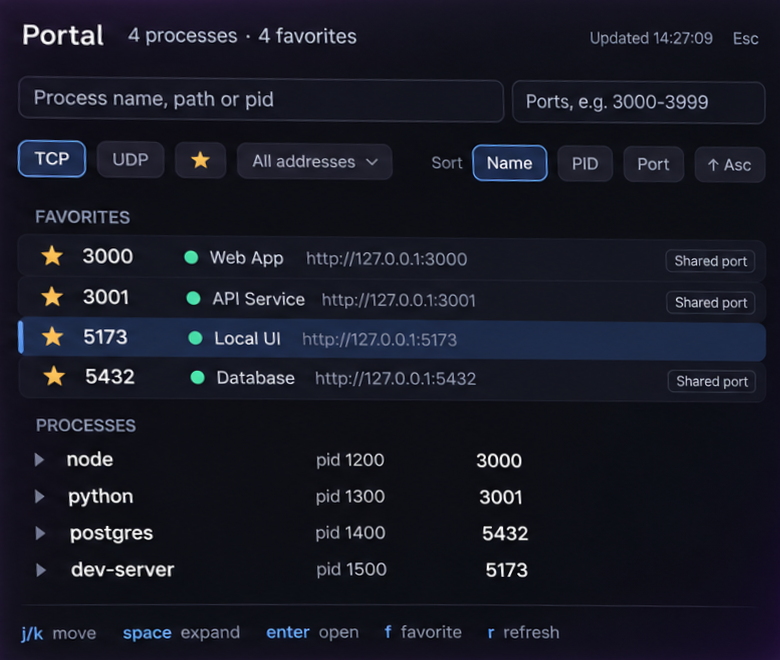 Portal 4 processes · 4 favorites Updated 14:27:09 Esc
Process name, path or pid Ports, e.g. 3000-3999
TCP UDP ★ All addresses Sort Name PID Port ↑ Asc
FAVORITES
★ 3000 Web App http://127.0.0.1:3000 Shared port
★ 3001 API Service http://127.0.0.1:3001 Shared port
★ 5173 Local UI http://127.0.0.1:5173
★ 5432 Database http://127.0.0.1:5432 Shared port
PROCESSES
node pid 1200 3000
python pid 1300 3001
postgres pid 1400 5432
dev-server pid 1500 5173
j/k move space expand enter open f favorite r refresh